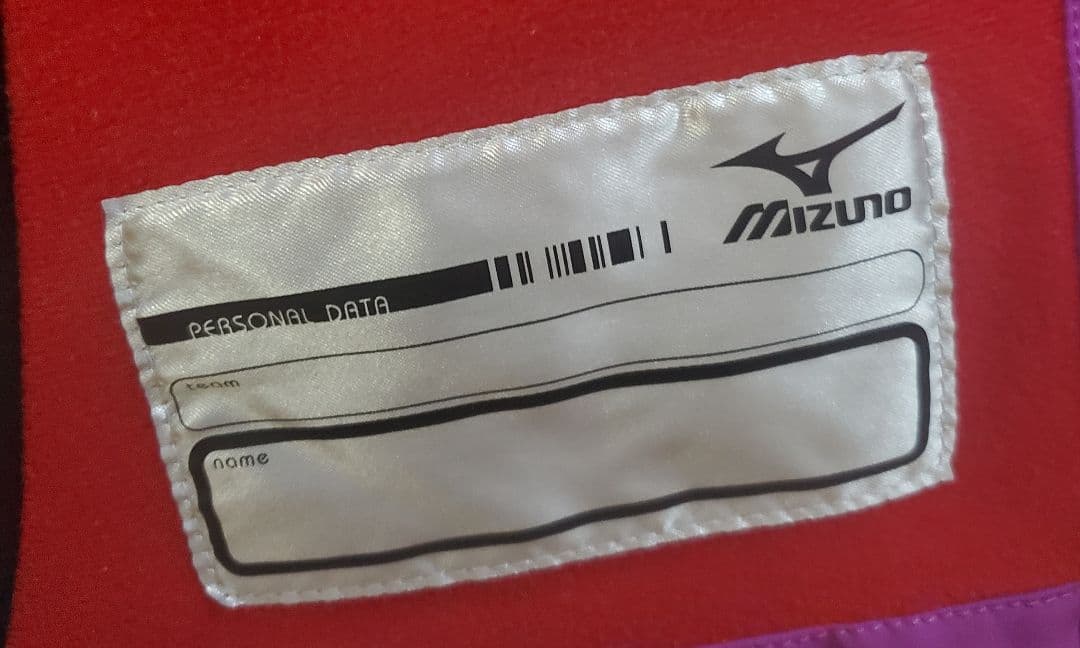 MIZUNO
PERSONAL DATA
team
name